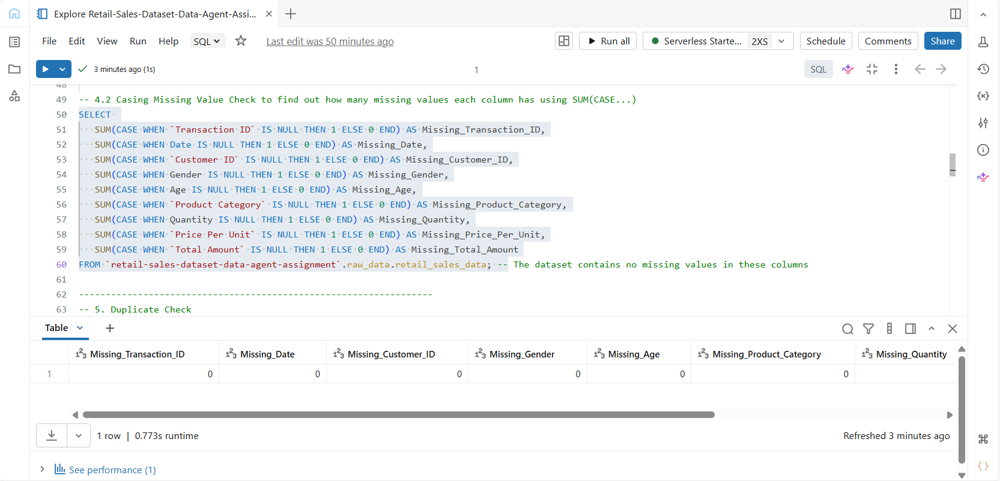 Explore Retail-Sales-Dataset-Data-Agent-Assi...
File Edit View Run Help SQL Last edit was 50 minutes ago Run all Serverless Starte... 2XS Schedule Comments Share
3 minutes ago (1s) 1 SQL
48
49 -- 4.2 Casing Missing Value Check to find out how many missing values each column has using SUM(CASE...)
50 SELECT
51 SUM(CASE WHEN `Transaction ID` IS NULL THEN 1 ELSE 0 END) AS Missing_Transaction_ID,
52 SUM(CASE WHEN Date IS NULL THEN 1 ELSE 0 END) AS Missing_Date,
53 SUM(CASE WHEN `Customer ID` IS NULL THEN 1 ELSE 0 END) AS Missing_Customer_ID,
54 SUM(CASE WHEN Gender IS NULL THEN 1 ELSE 0 END) AS Missing_Gender,
55 SUM(CASE WHEN Age IS NULL THEN 1 ELSE 0 END) AS Missing_Age,
56 SUM(CASE WHEN `Product Category` IS NULL THEN 1 ELSE 0 END) AS Missing_Product_Category,
57 SUM(CASE WHEN Quantity IS NULL THEN 1 ELSE 0 END) AS Missing_Quantity,
58 SUM(CASE WHEN `Price Per Unit` IS NULL THEN 1 ELSE 0 END) AS Missing_Price_Per_Unit,
59 SUM(CASE WHEN `Total Amount` IS NULL THEN 1 ELSE 0 END) AS Missing_Total_Amount
60 FROM `retail-sales-dataset-data-agent-assignment`.raw_data.retail_sales_data; -- The dataset contains no missing values in these columns
61
62 ------------------------------------------------------------------
63 -- 5. Duplicate Check
Table
Missing_Transaction_ID Missing_Date Missing_Customer_ID Missing_Gender Missing_Age Missing_Product_Category Missing_Quantity
1 0 0 0 0 0 0
1 row | 0.773s runtime Refreshed 3 minutes ago
See performance (1)